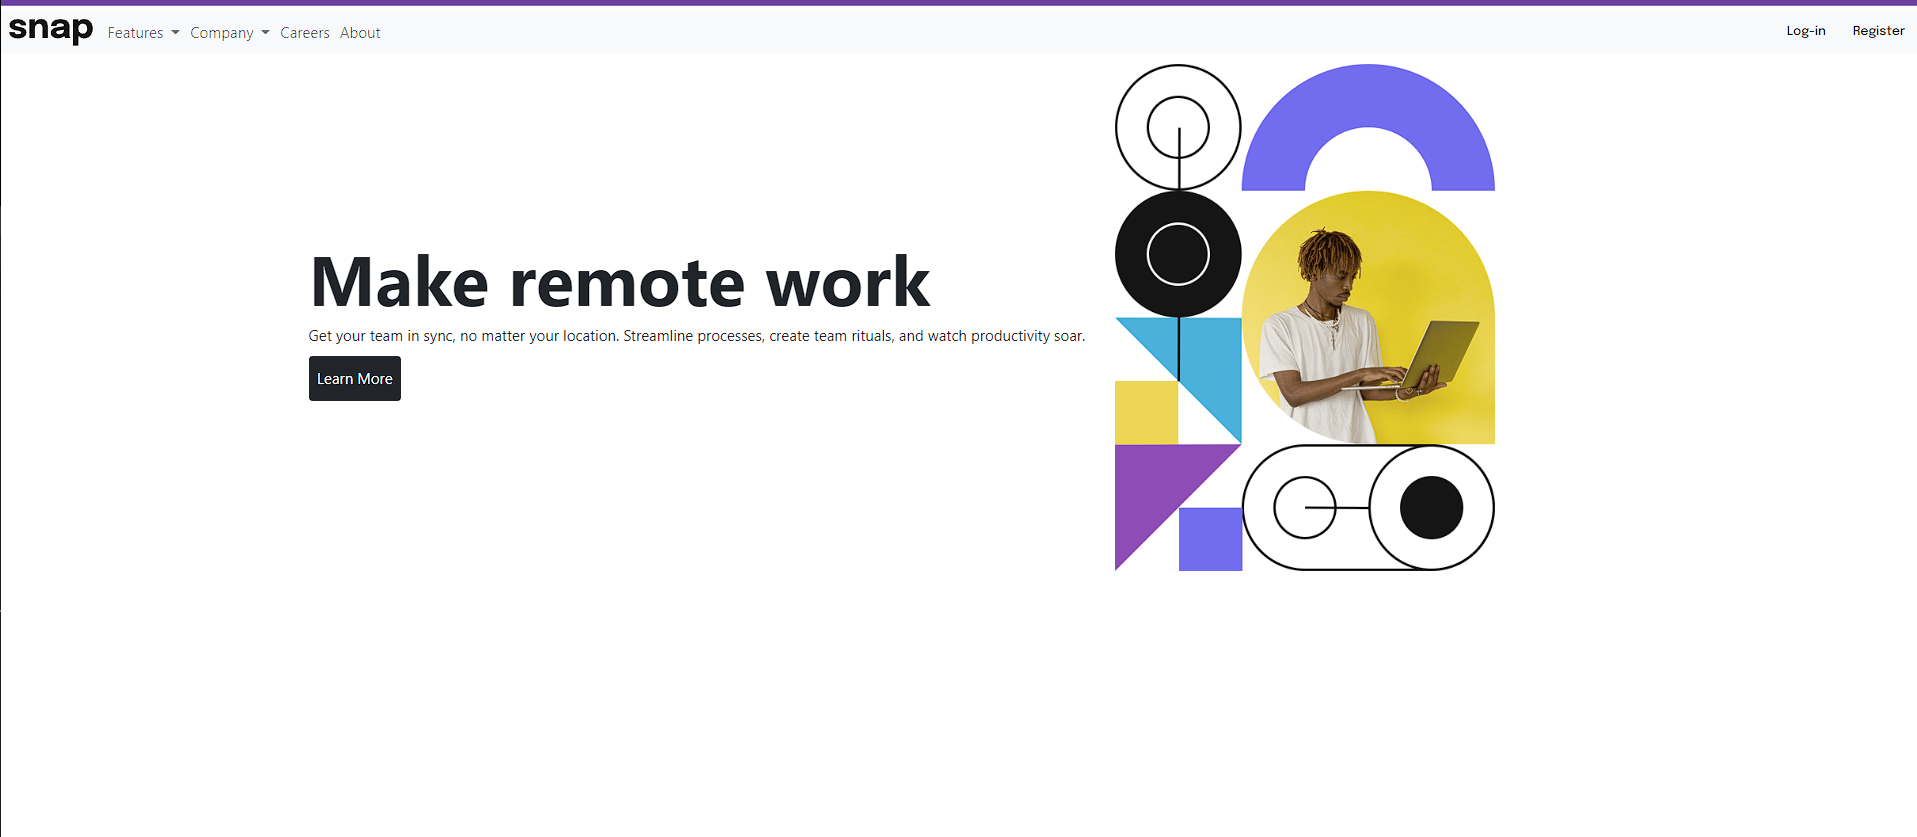 snap Features Company Careers About Log-in Register
Make remote work
Get your team in sync, no matter your location. Streamline processes, create team rituals, and watch productivity soar.
Learn More